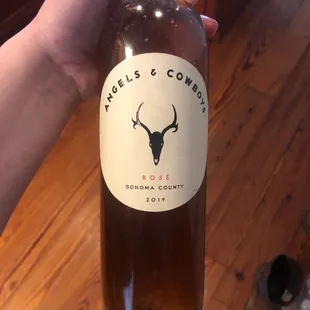 ANGELS & COWBOYS
ROSÉ
SONOMA COUNTY
2019